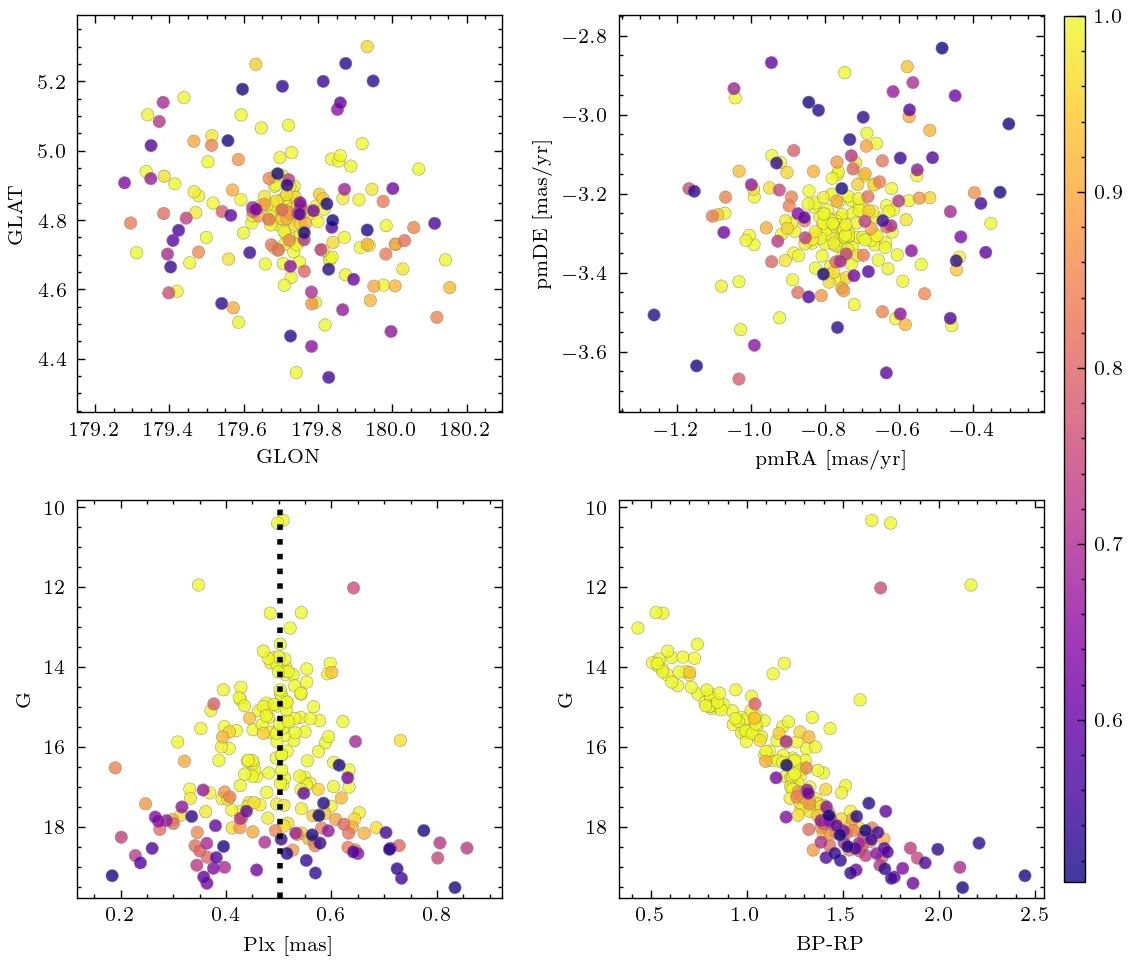 5.2
5.0
4.8
4.6
4.4
GLAT
179.2 179.4 179.6 179.8 180.0 180.2
GLON
−2.8
−3.0
−3.2
−3.4
−3.6
pmDE [mas/yr]
−1.2 −1.0 −0.8 −0.6 −0.4
pmRA [mas/yr]
1.0
0.9
0.8
0.7
0.6
10
12
14
16
18
G
0.2 0.4 0.6 0.8
Plx [mas]
10
12
14
16
18
G
0.5 1.0 1.5 2.0 2.5
BP-RP